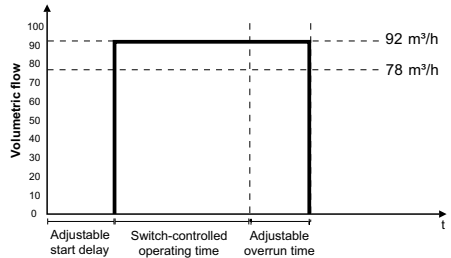 Volumetric flow
100
90
80
70
60
50
40
30
20
10
0
92 m³/h
78 m³/h
t
Adjustable
start delay
Switch-controlled
operating time
Adjustable
overrun time